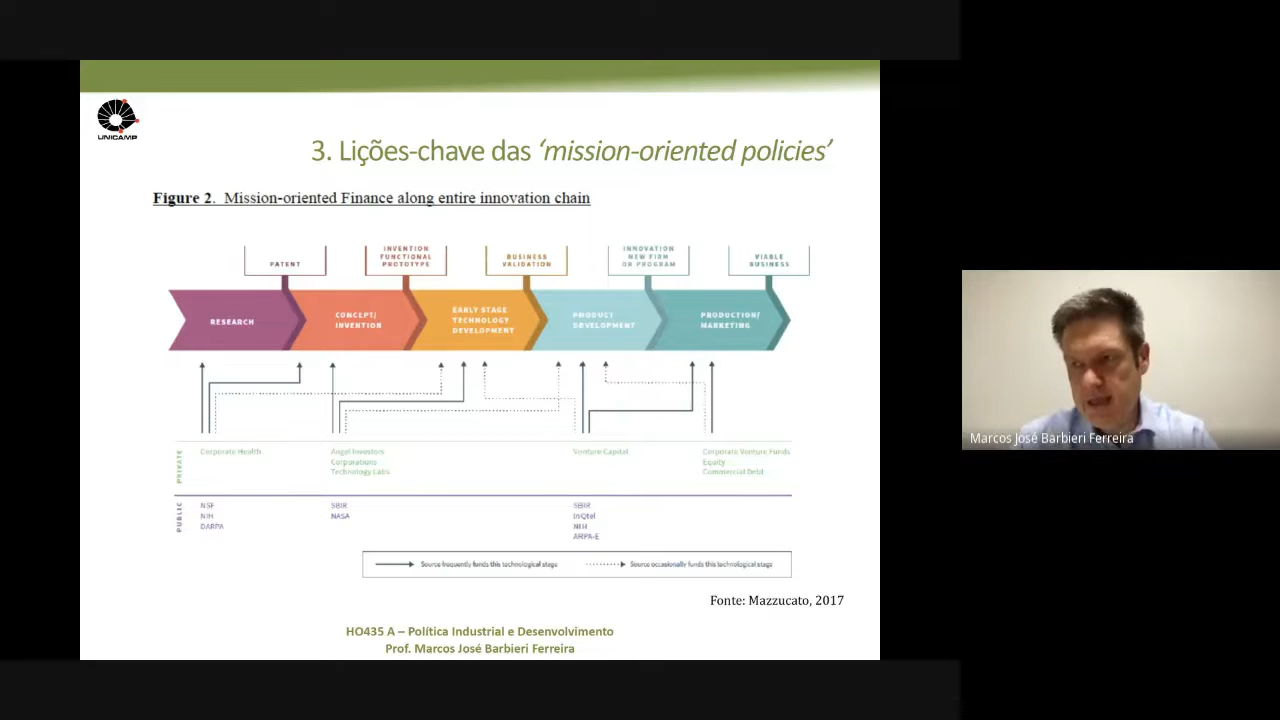 UNICAMP
3. Lições-chave das ‘mission-oriented policies’
Figure 2. Mission-oriented Finance along entire innovation chain
PATENT
INVENTION
FUNCTIONAL
PROTOTYPE
BUSINESS
VALIDATION
INNOVATION
NEW FIRM
OR PROGRAM
VIABLE
BUSINESS
RESEARCH
CONCEPT/
INVENTION
EARLY STAGE
TECHNOLOGY
DEVELOPMENT
PRODUCT
DEVELOPMENT
PRODUCTION/
MARKETING
PRIVATE
Corporate Health
Angel Investors
Corporations
Technology Labs
Venture Capital
Corporate Venture Funds
Equity
Commercial Debt
PUBLIC
NSF
NIH
DARPA
SBIR
NASA
SBIR
InQtel
NIH
ARPA-E
Source frequently funds this technological stage
Source occasionally funds this technological stage
Fonte: Mazzucato, 2017
HO435 A – Política Industrial e Desenvolvimento
Prof. Marcos José Barbieri Ferreira
Marcos José Barbieri Ferreira